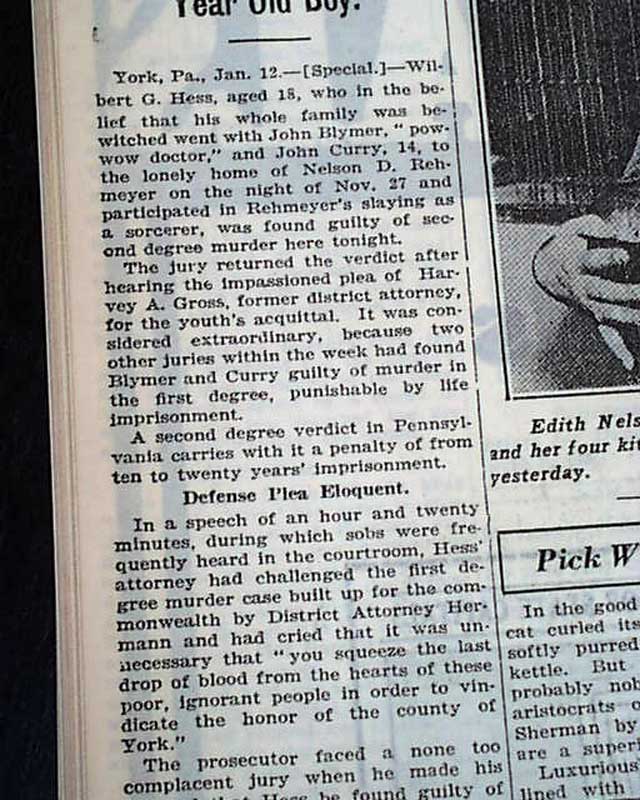 Year Old Boy.
York, Pa., Jan. 12.—[Special.]—Wil-
bert G. Hess, aged 18, who in the be-
lief that his whole family was be-
witched went with John Blymer, " pow-
wow doctor," and John Curry, 14, to
the lonely home of Nelson D. Reh-
meyer on the night of Nov. 27 and
participated in Rehmeyer's slaying as
a sorcerer, was found guilty of sec-
ond degree murder here tonight.
The jury returned the verdict after
hearing the impassioned plea of Har-
vey A. Gross, former district attorney,
for the youth's acquittal. It was con-
sidered extraordinary, because two
other juries within the week had found
Blymer and Curry guilty of murder in
the first degree, punishable by life
imprisonment.
A second degree verdict in Pennsyl-
vania carries with it a penalty of from
ten to twenty years' imprisonment.
Defense Plea Eloquent.
In a speech of an hour and twenty
minutes, during which sobs were fre-
quently heard in the courtroom, Hess'
attorney had challenged the first de-
gree murder case built up for the com-
monwealth by District Attorney Her-
mann and had cried that it was un-
necessary that " you squeeze the last
drop of blood from the hearts of these
poor, ignorant people in order to vin-
dicate the honor of the county of
York."
The prosecutor faced a none too
complacent jury when he made his
that Hess be found guilty of
Edith Nels
and her four kit
yesterday.
Pick W
In the good
cat curled its
softly purred
kettle. But
probably nob
aristocrats o
Sherman by
are a superi
Luxurious
lined with